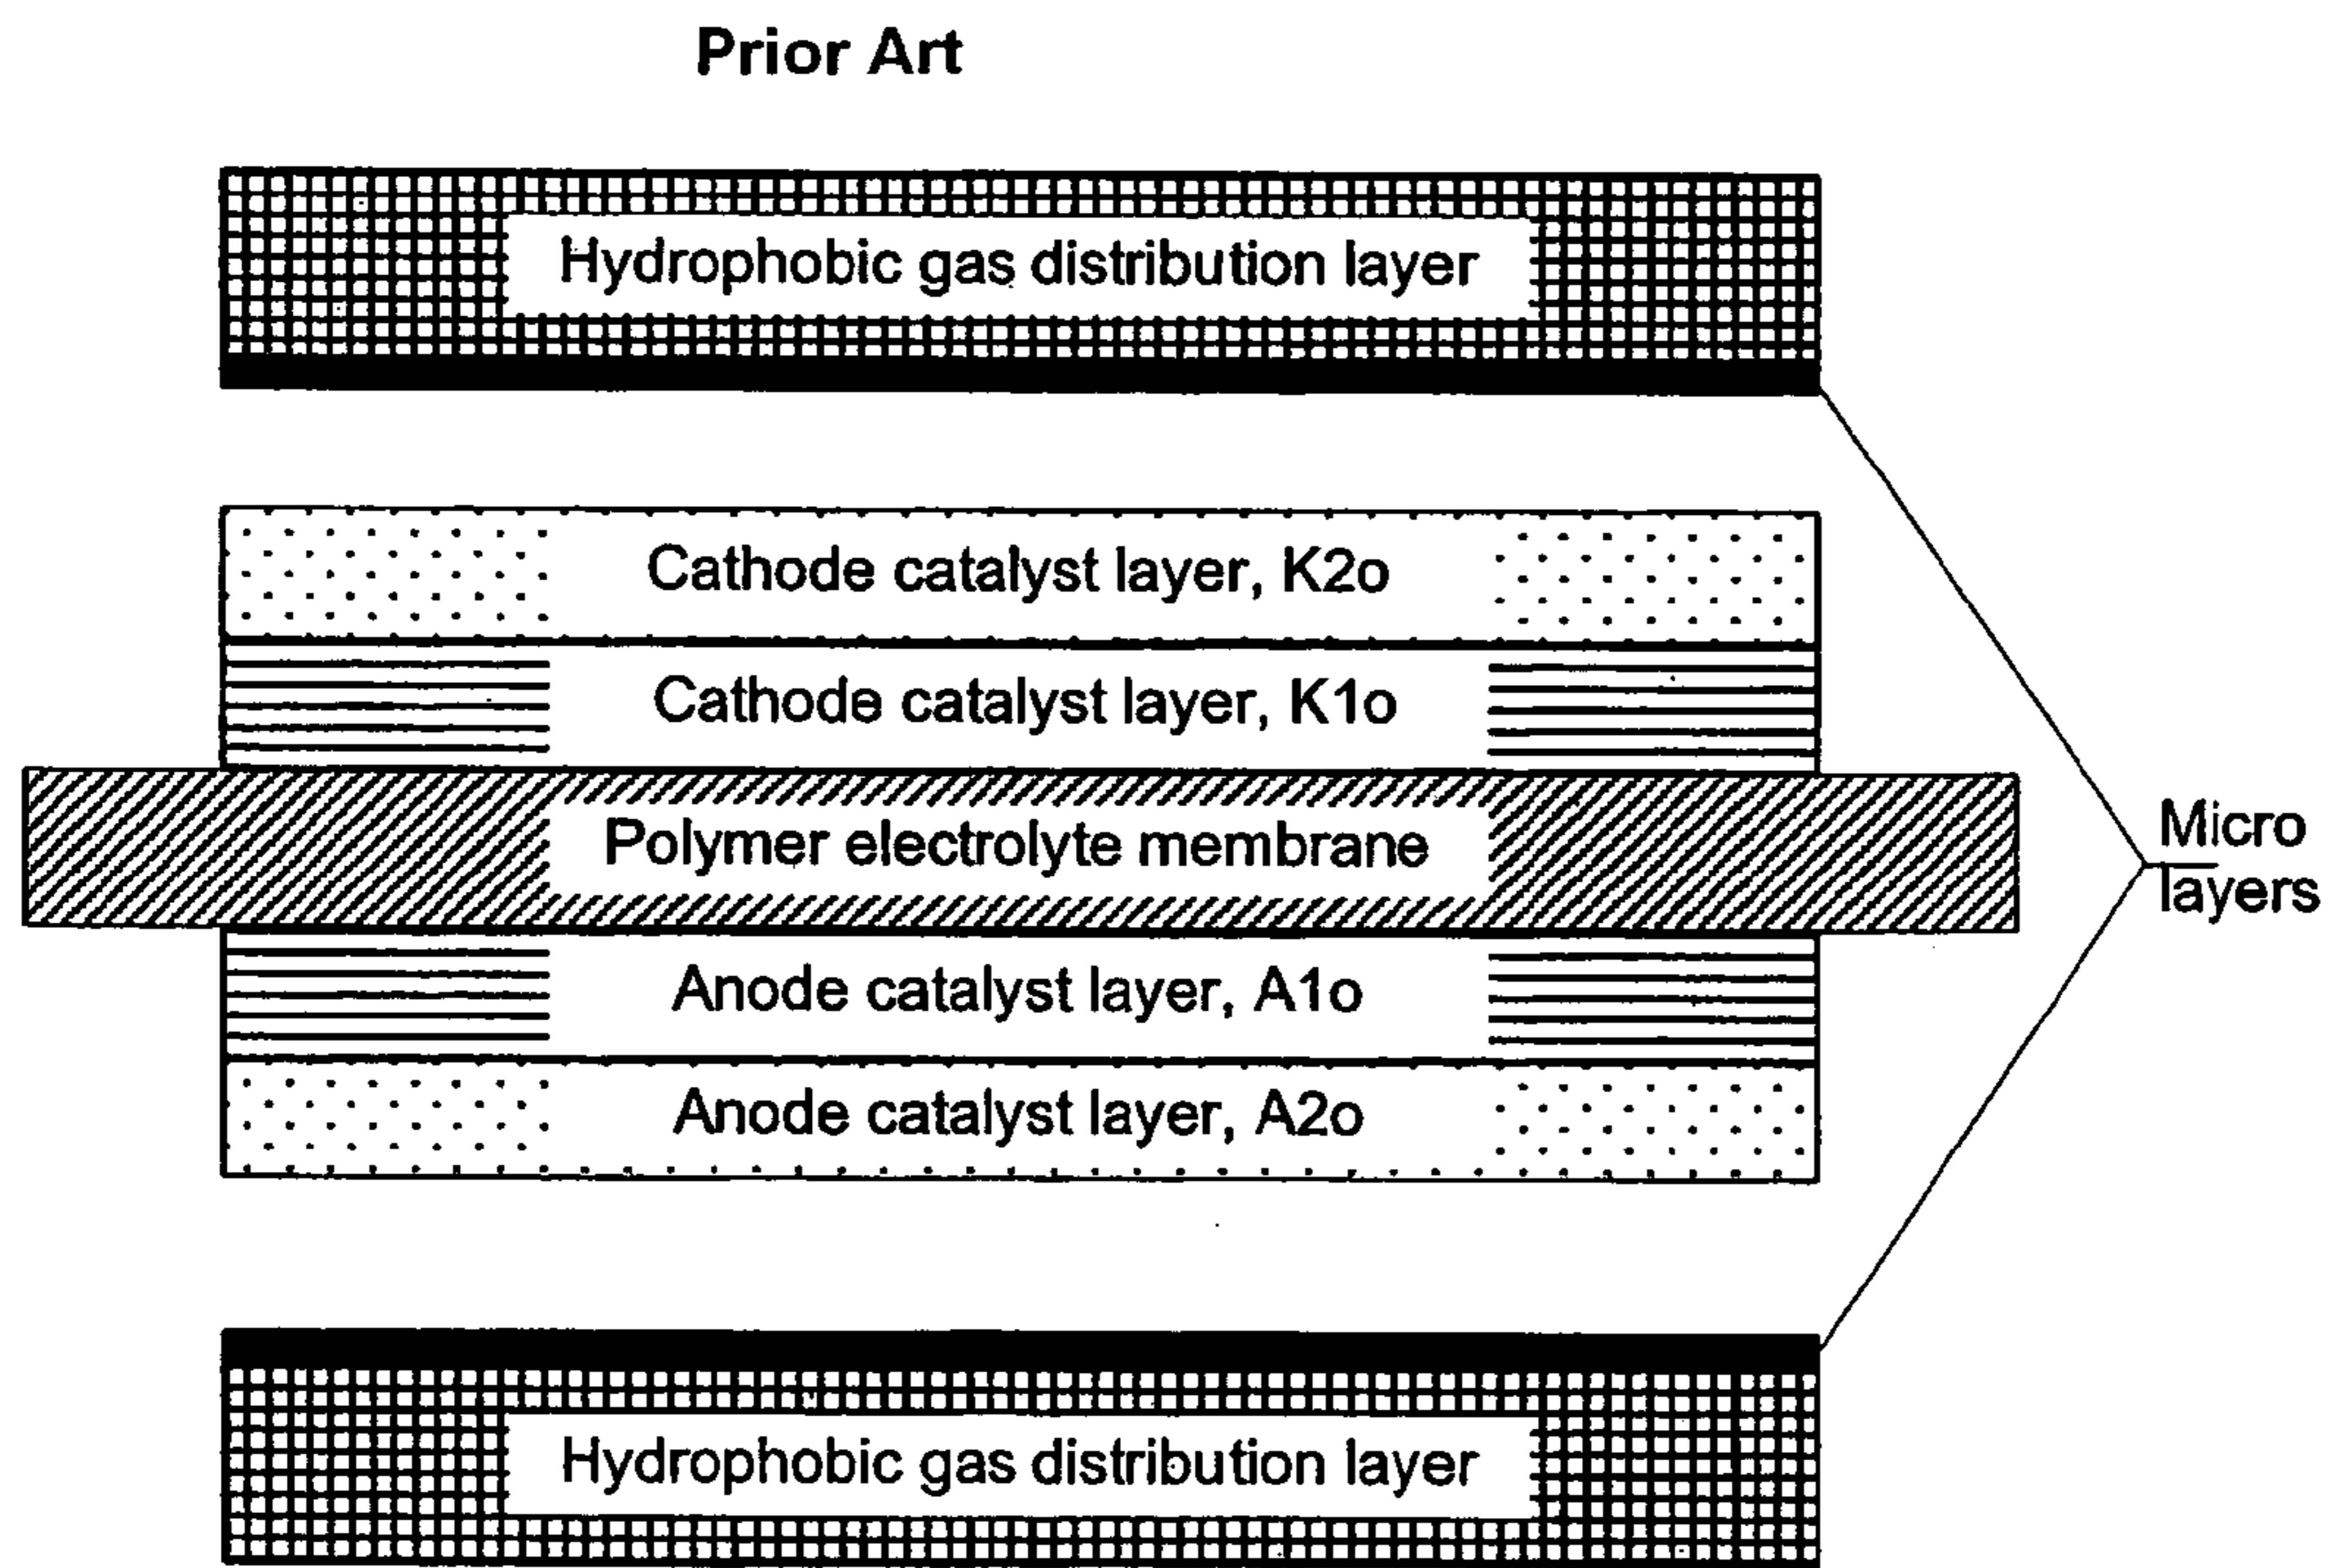 Prior Art
Hydrophobic gas distribution layer
Cathode catalyst layer, K2o
Cathode catalyst layer, K1o
Polymer electrolyte membrane
Micro
layers
Anode catalyst layer, A1o
Anode catalyst layer, A2o
Hydrophobic gas distribution layer